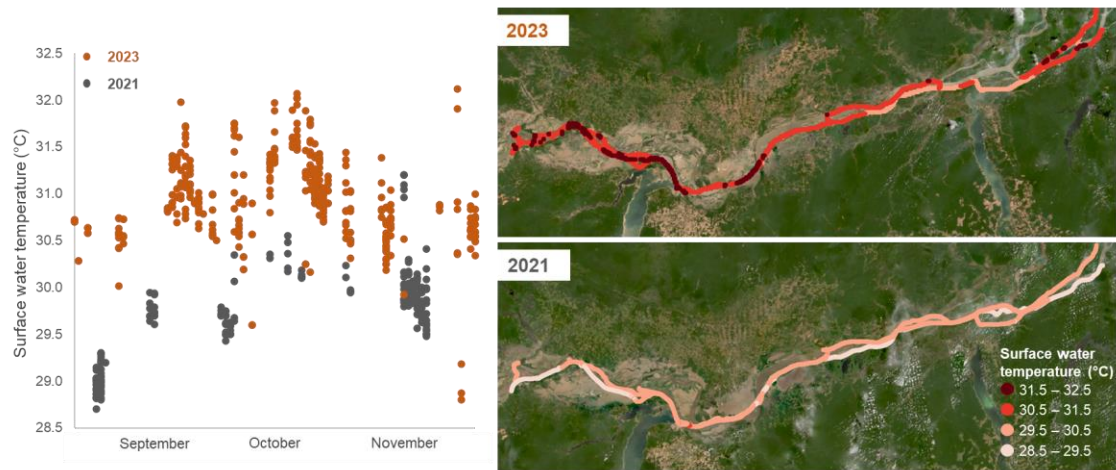 32.5
2023
2021
32.0
31.5
31.0
30.5
30.0
29.5
29.0
28.5
Surface water temperature (°C)
September
October
November
2023
2021
Surface water
temperature (°C)
31.5 – 32.5
30.5 – 31.5
29.5 – 30.5
28.5 – 29.5